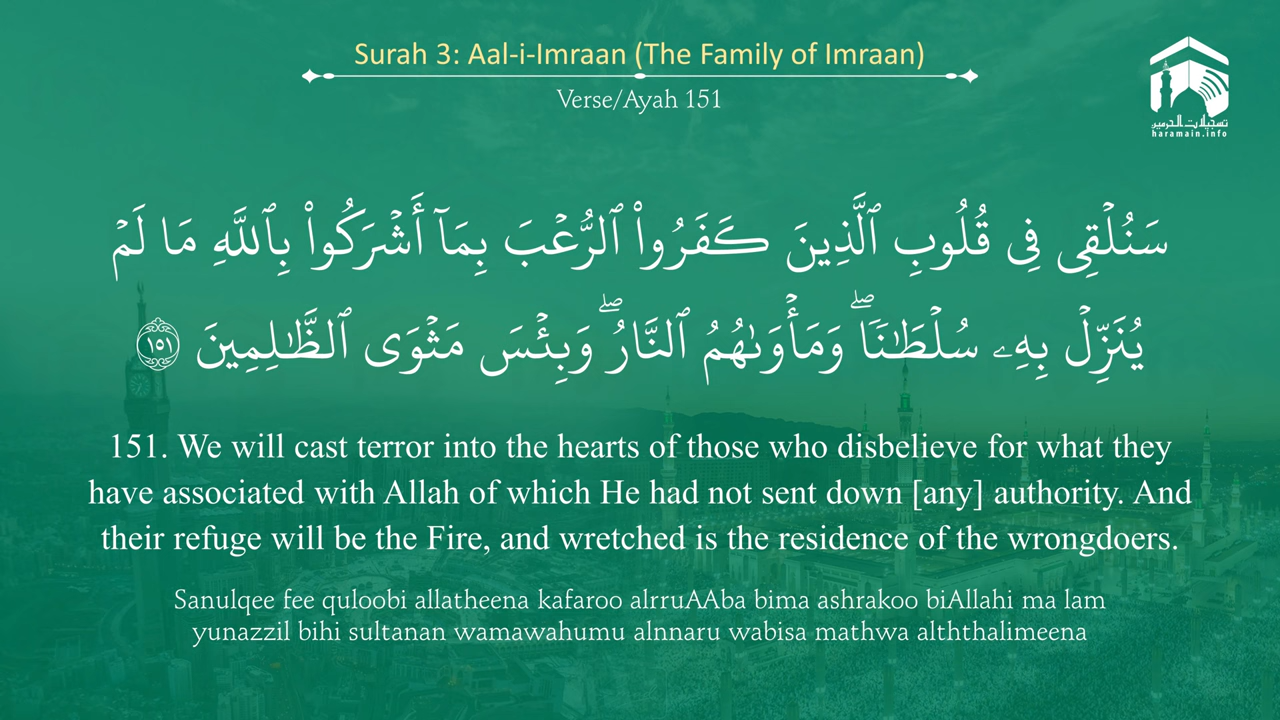 Surah 3: Aal-i-Imraan (The Family of Imraan)
Verse/Ayah 151
تسجيلات الحرمين
haramain.info
سَنُلۡقِي فِي قُلُوبِ ٱلَّذِينَ كَفَرُواْ ٱلرُّعۡبَ بِمَآ أَشۡرَكُواْ بِٱللَّهِ مَا لَمۡ
يُنَزِّلۡ بِهِۦ سُلۡطَٰنٗاۖ وَمَأۡوَىٰهُمُ ٱلنَّارُۖ وَبِئۡسَ مَثۡوَى ٱلظَّٰلِمِينَ ١٥١
151. We will cast terror into the hearts of those who disbelieve for what they
have associated with Allah of which He had not sent down [any] authority. And
their refuge will be the Fire, and wretched is the residence of the wrongdoers.
Sanulqee fee quloobi allatheena kafaroo alrruAAba bima ashrakoo biAllahi ma lam
yunazzil bihi sultanan wamawahumu alnnaru wabisa mathwa alththalimeena